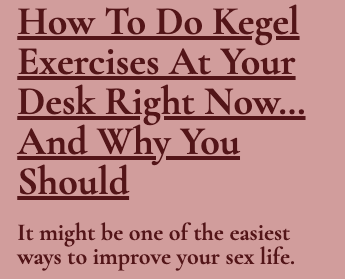 How To Do Kegel
Exercises At Your
Desk Right Now...
And Why You
Should
It might be one of the easiest
ways to improve your sex life.